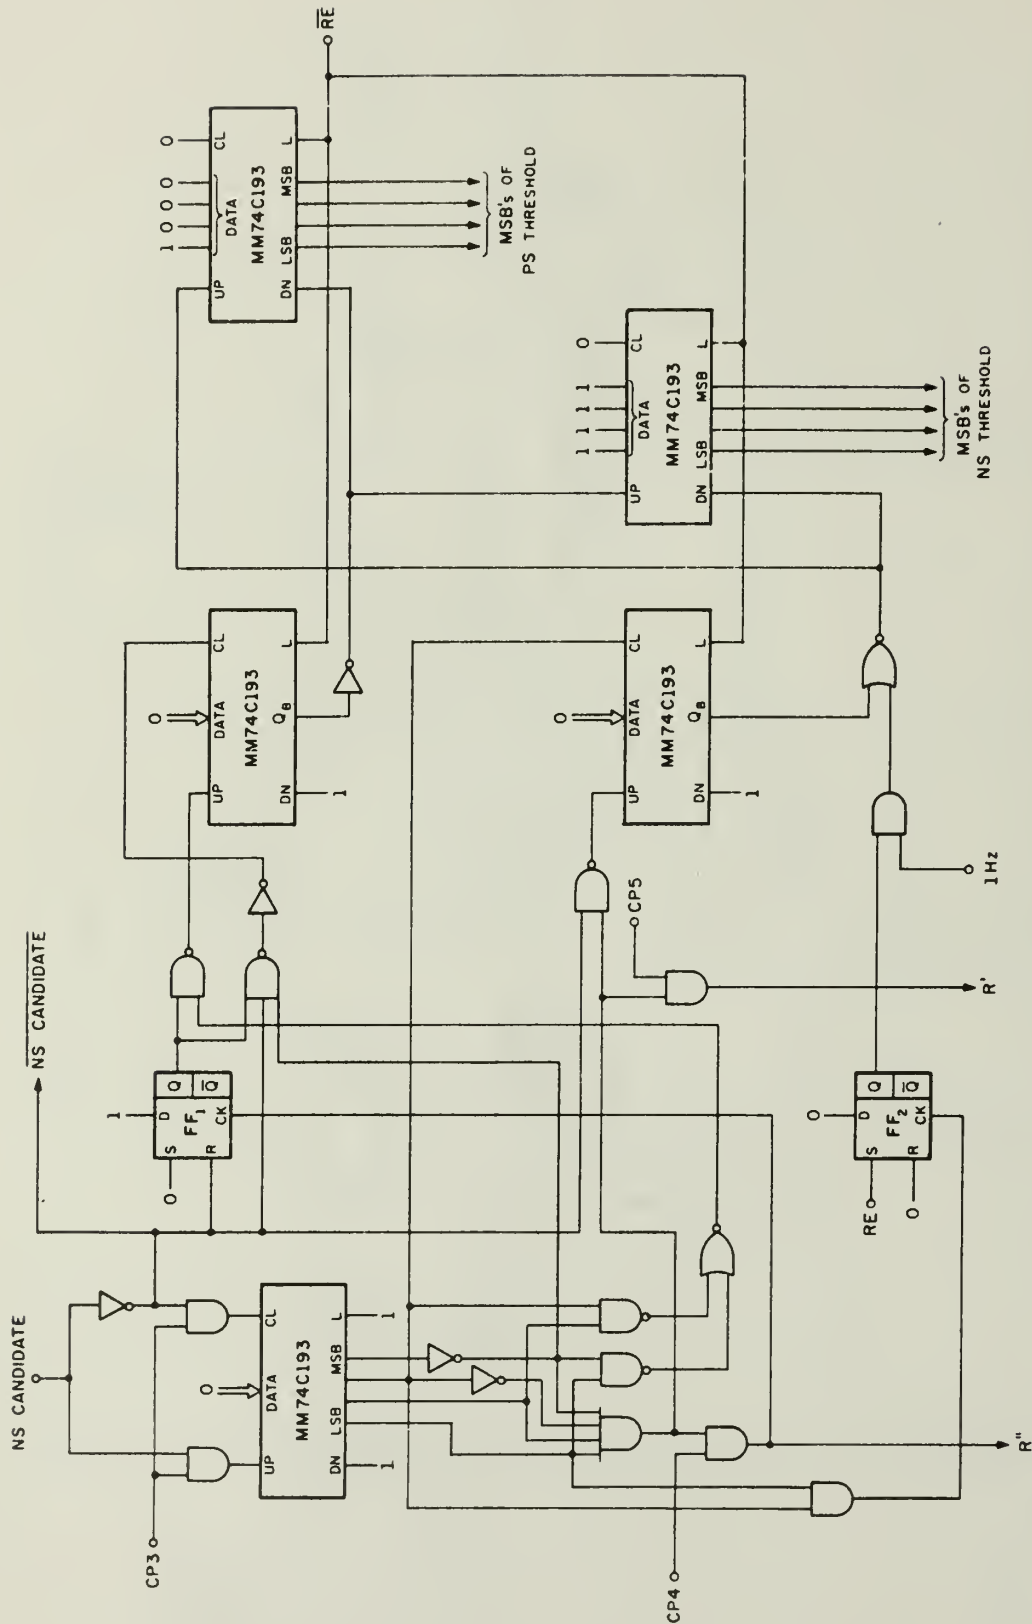 NS CANDIDATE
CP3
UP
CL
0
DATA
MM74C193
LSB
MSB
DN
L
1
1
CP4
R"
NS CANDIDATE
0
S
D
1
FF1
Q
Q
R
CK
CP5
R'
RE
S
D
0
FF2
Q
Q
R
CK
0
1 Hz
UP
0
DATA
CL
MM74C193
DN
QB
L
1
UP
0
DATA
CL
MM74C193
DN
QB
L
1
UP
1 0 0 0
DATA
CL
0
MM74C193
DN
LSB
MSB
L
MSB's OF
PS THRESHOLD
RE
UP
1 1 1 1
DATA
CL
0
MM74C193
DN
LSB
MSB
L
MSB's OF
NS THRESHOLD